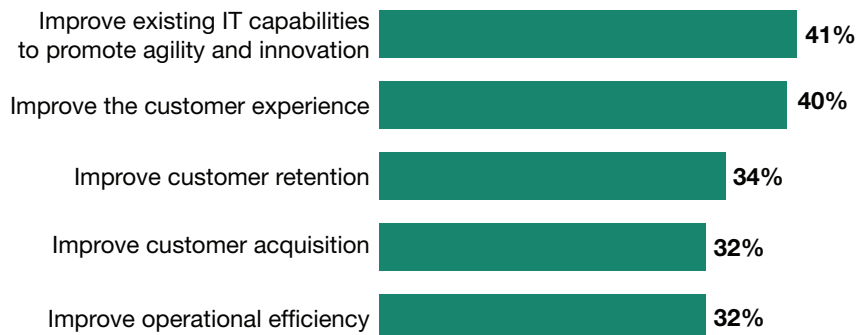 Improve existing IT capabilities
to promote agility and innovation
41%
Improve the customer experience
40%
Improve customer retention
34%
Improve customer acquisition
32%
Improve operational efficiency
32%